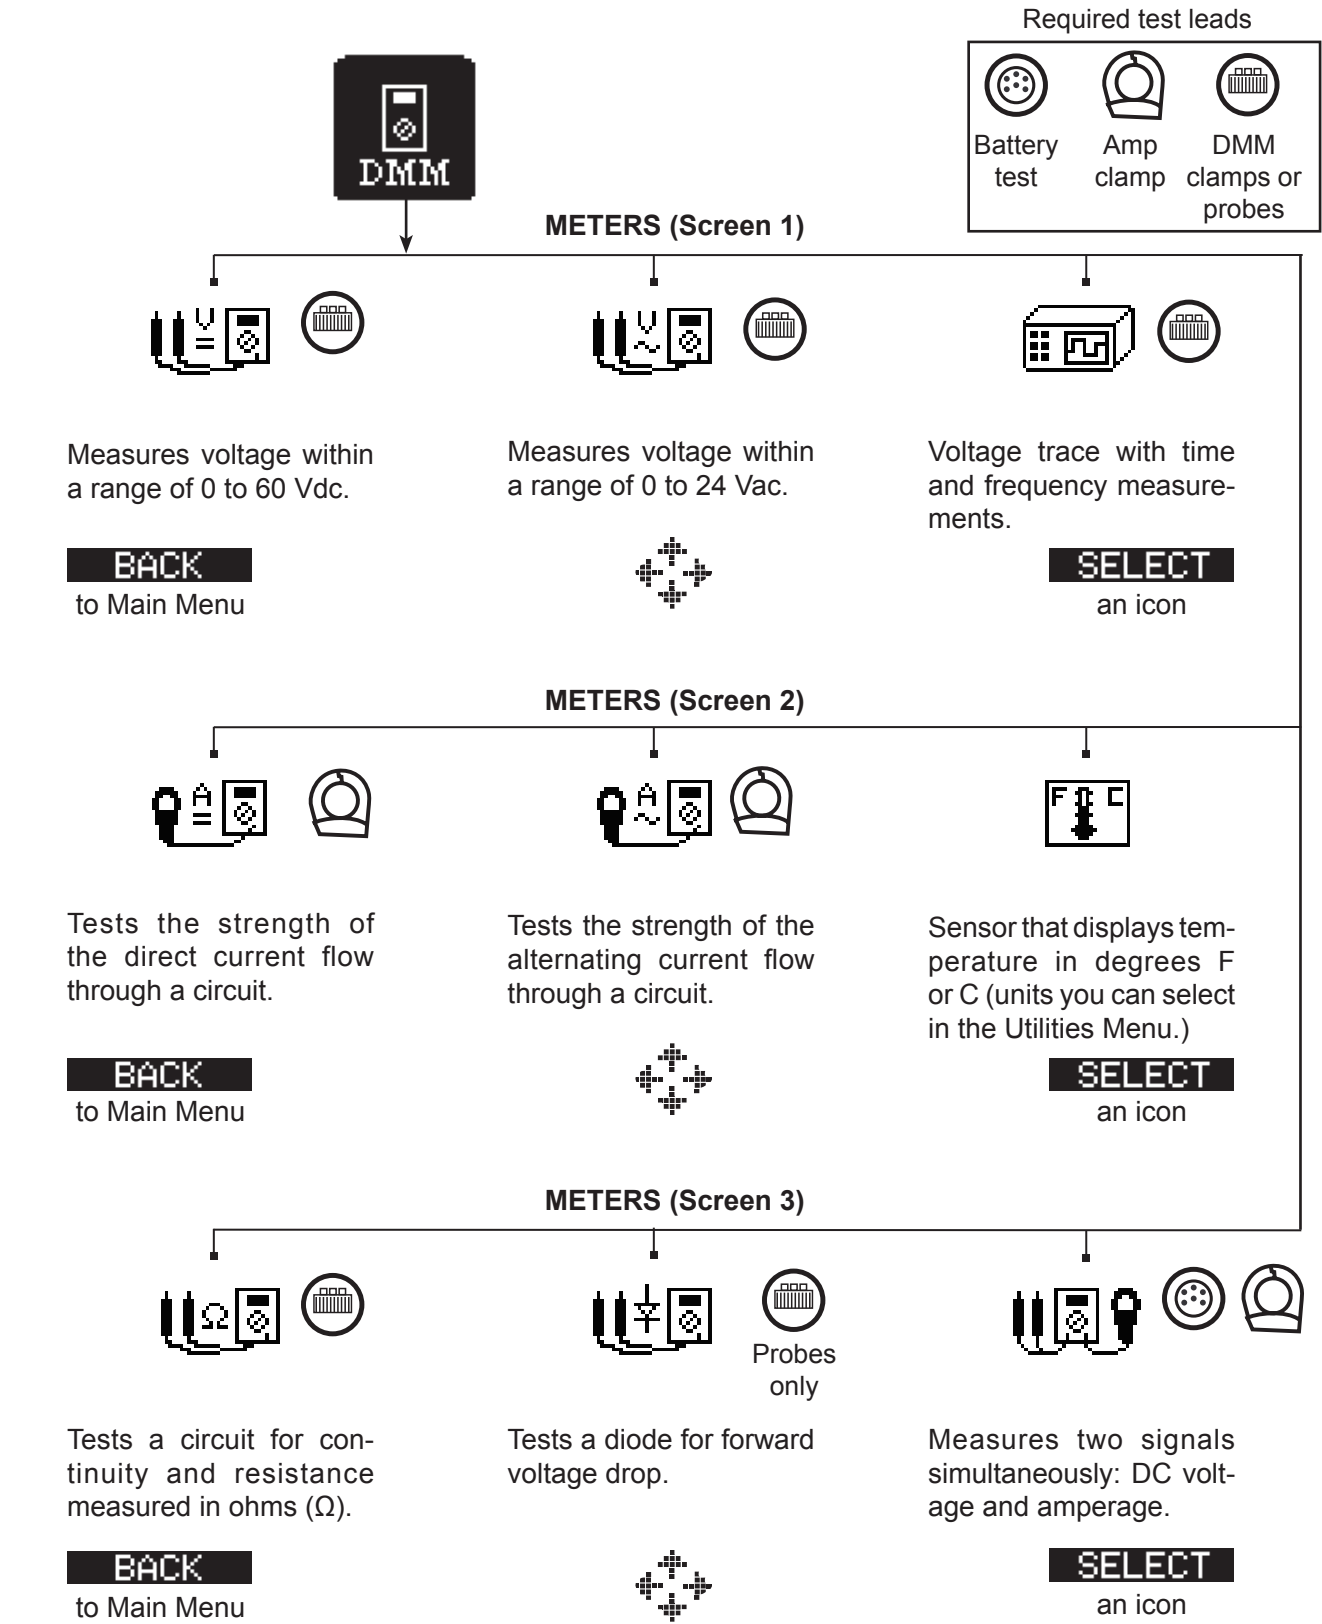 Required test leads
Battery
test
Amp
clamp
DMM
clamps or
probes
DMM
METERS (Screen 1)
V
Measures voltage within
a range of 0 to 60 Vdc.
V
Measures voltage within
a range of 0 to 24 Vac.
Voltage trace with time
and frequency measure-
ments.
BACK
to Main Menu
SELECT
an icon
METERS (Screen 2)
A
Tests the strength of
the direct current flow
through a circuit.
A
Tests the strength of the
alternating current flow
through a circuit.
F C
Sensor that displays tem-
perature in degrees F
or C (units you can select
in the Utilities Menu.)
BACK
to Main Menu
SELECT
an icon
METERS (Screen 3)
Ω
Tests a circuit for con-
tinuity and resistance
measured in ohms (Ω).
Probes
only
Tests a diode for forward
voltage drop.
Measures two signals
simultaneously: DC volt-
age and amperage.
BACK
to Main Menu
SELECT
an icon